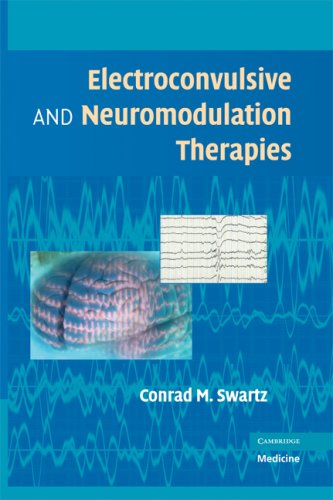 Electroconvulsive
AND Neuromodulation
Therapies
Conrad M. Swartz
CAMBRIDGE
Medicine